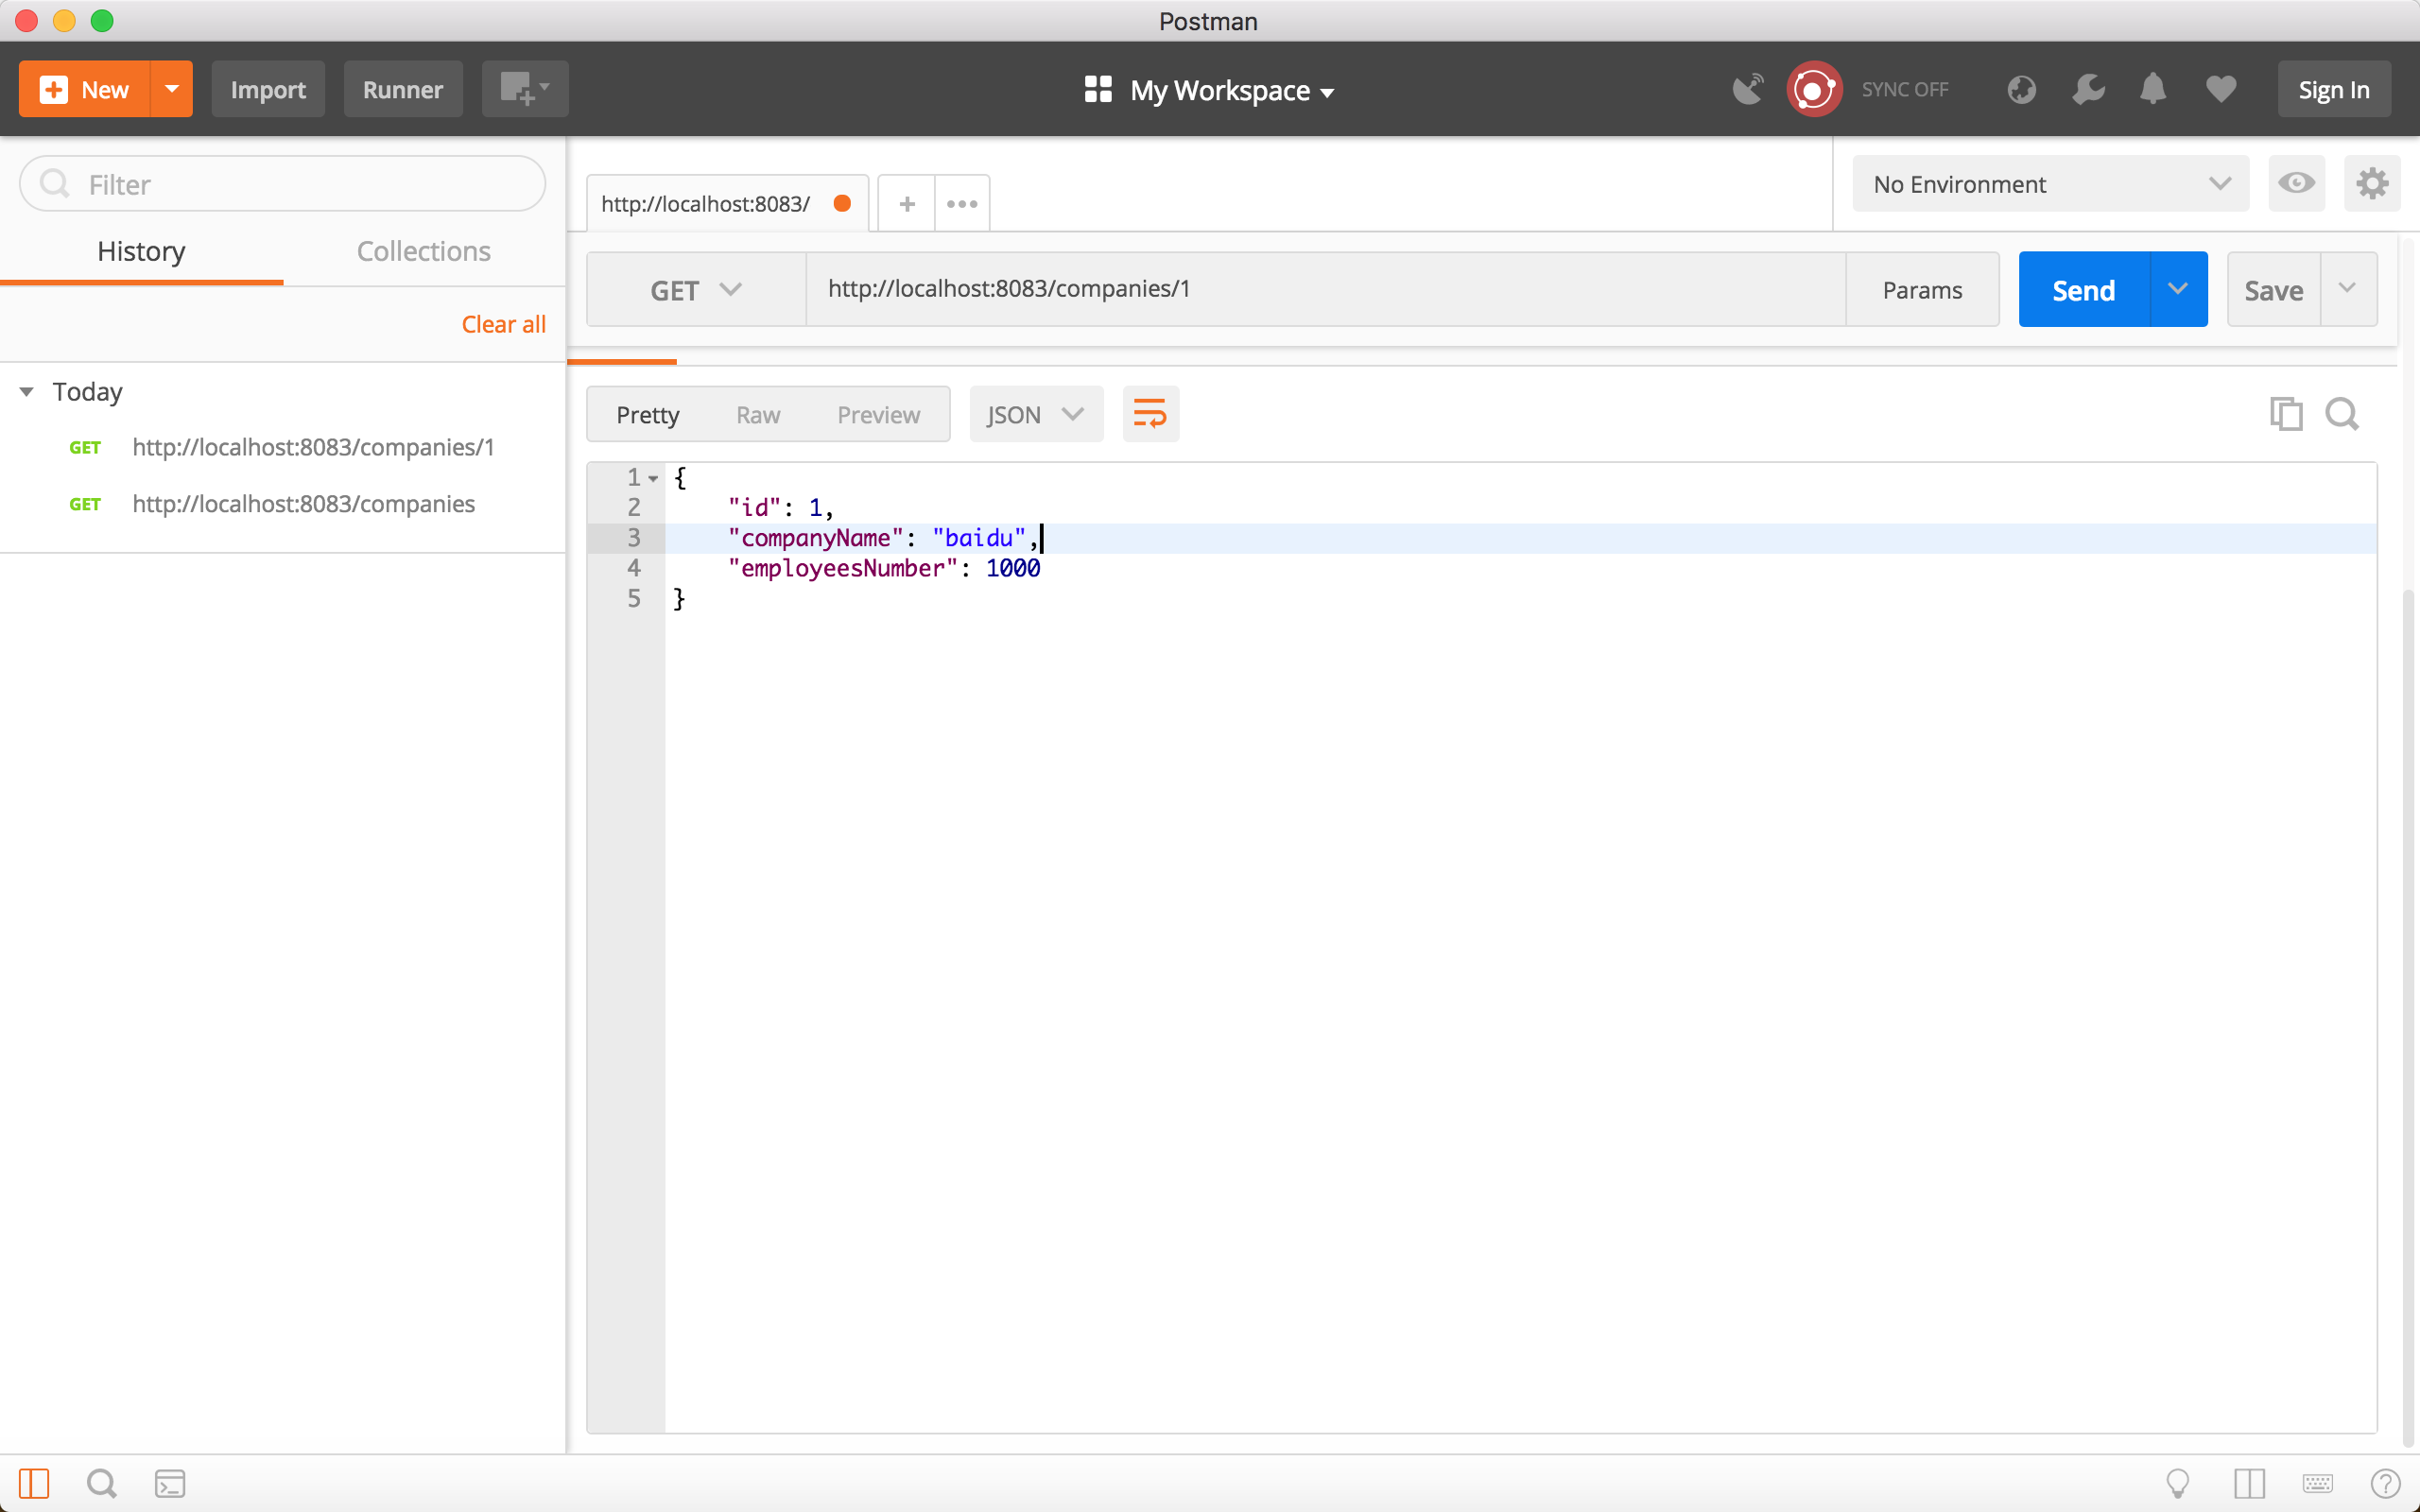 Postman
New
Import
Runner
My Workspace
SYNC OFF
Sign In
Filter
History
Collections
Clear all
Today
GET http://localhost:8083/companies/1
GET http://localhost:8083/companies
http://localhost:8083/
No Environment
GET
http://localhost:8083/companies/1
Params
Send
Save
Pretty
Raw
Preview
JSON
1 {
2 "id": 1,
3 "companyName": "baidu",
4 "employeesNumber": 1000
5 }